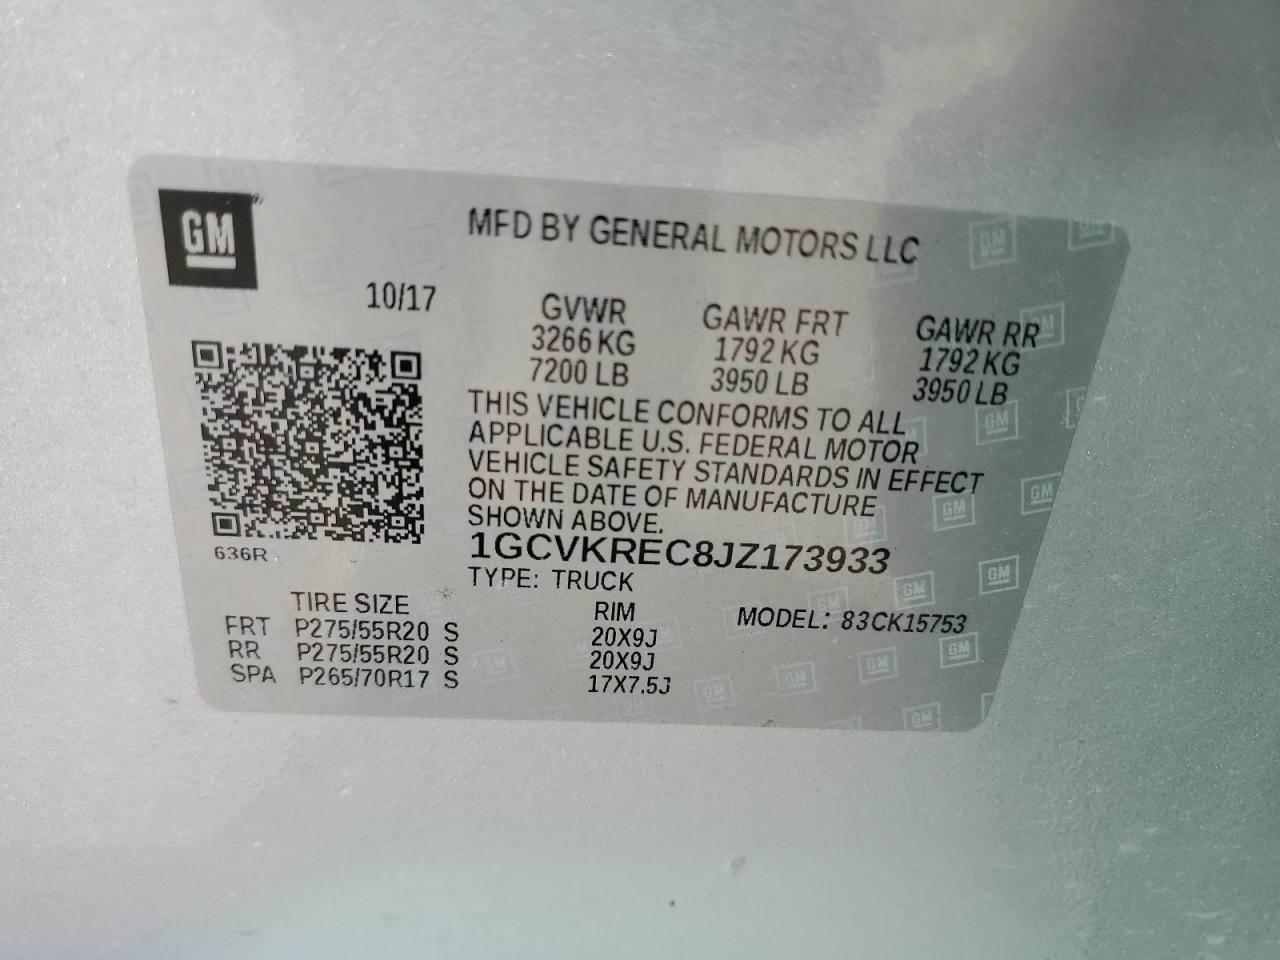 GM
MFD BY GENERAL MOTORS LLC
10/17
GVWR GAWR FRT GAWR RR
3266 KG 1792 KG 1792 KG
7200 LB 3950 LB 3950 LB
THIS VEHICLE CONFORMS TO ALL
APPLICABLE U.S. FEDERAL MOTOR
VEHICLE SAFETY STANDARDS IN EFFECT
ON THE DATE OF MANUFACTURE
SHOWN ABOVE.
636R
1GCVKREC8JZ173933
TYPE: TRUCK
TIRE SIZE RIM MODEL: 83CK15753
FRT P275/55R20 S 20X9J
RR P275/55R20 S 20X9J
SPA P265/70R17 S 17X7.5J